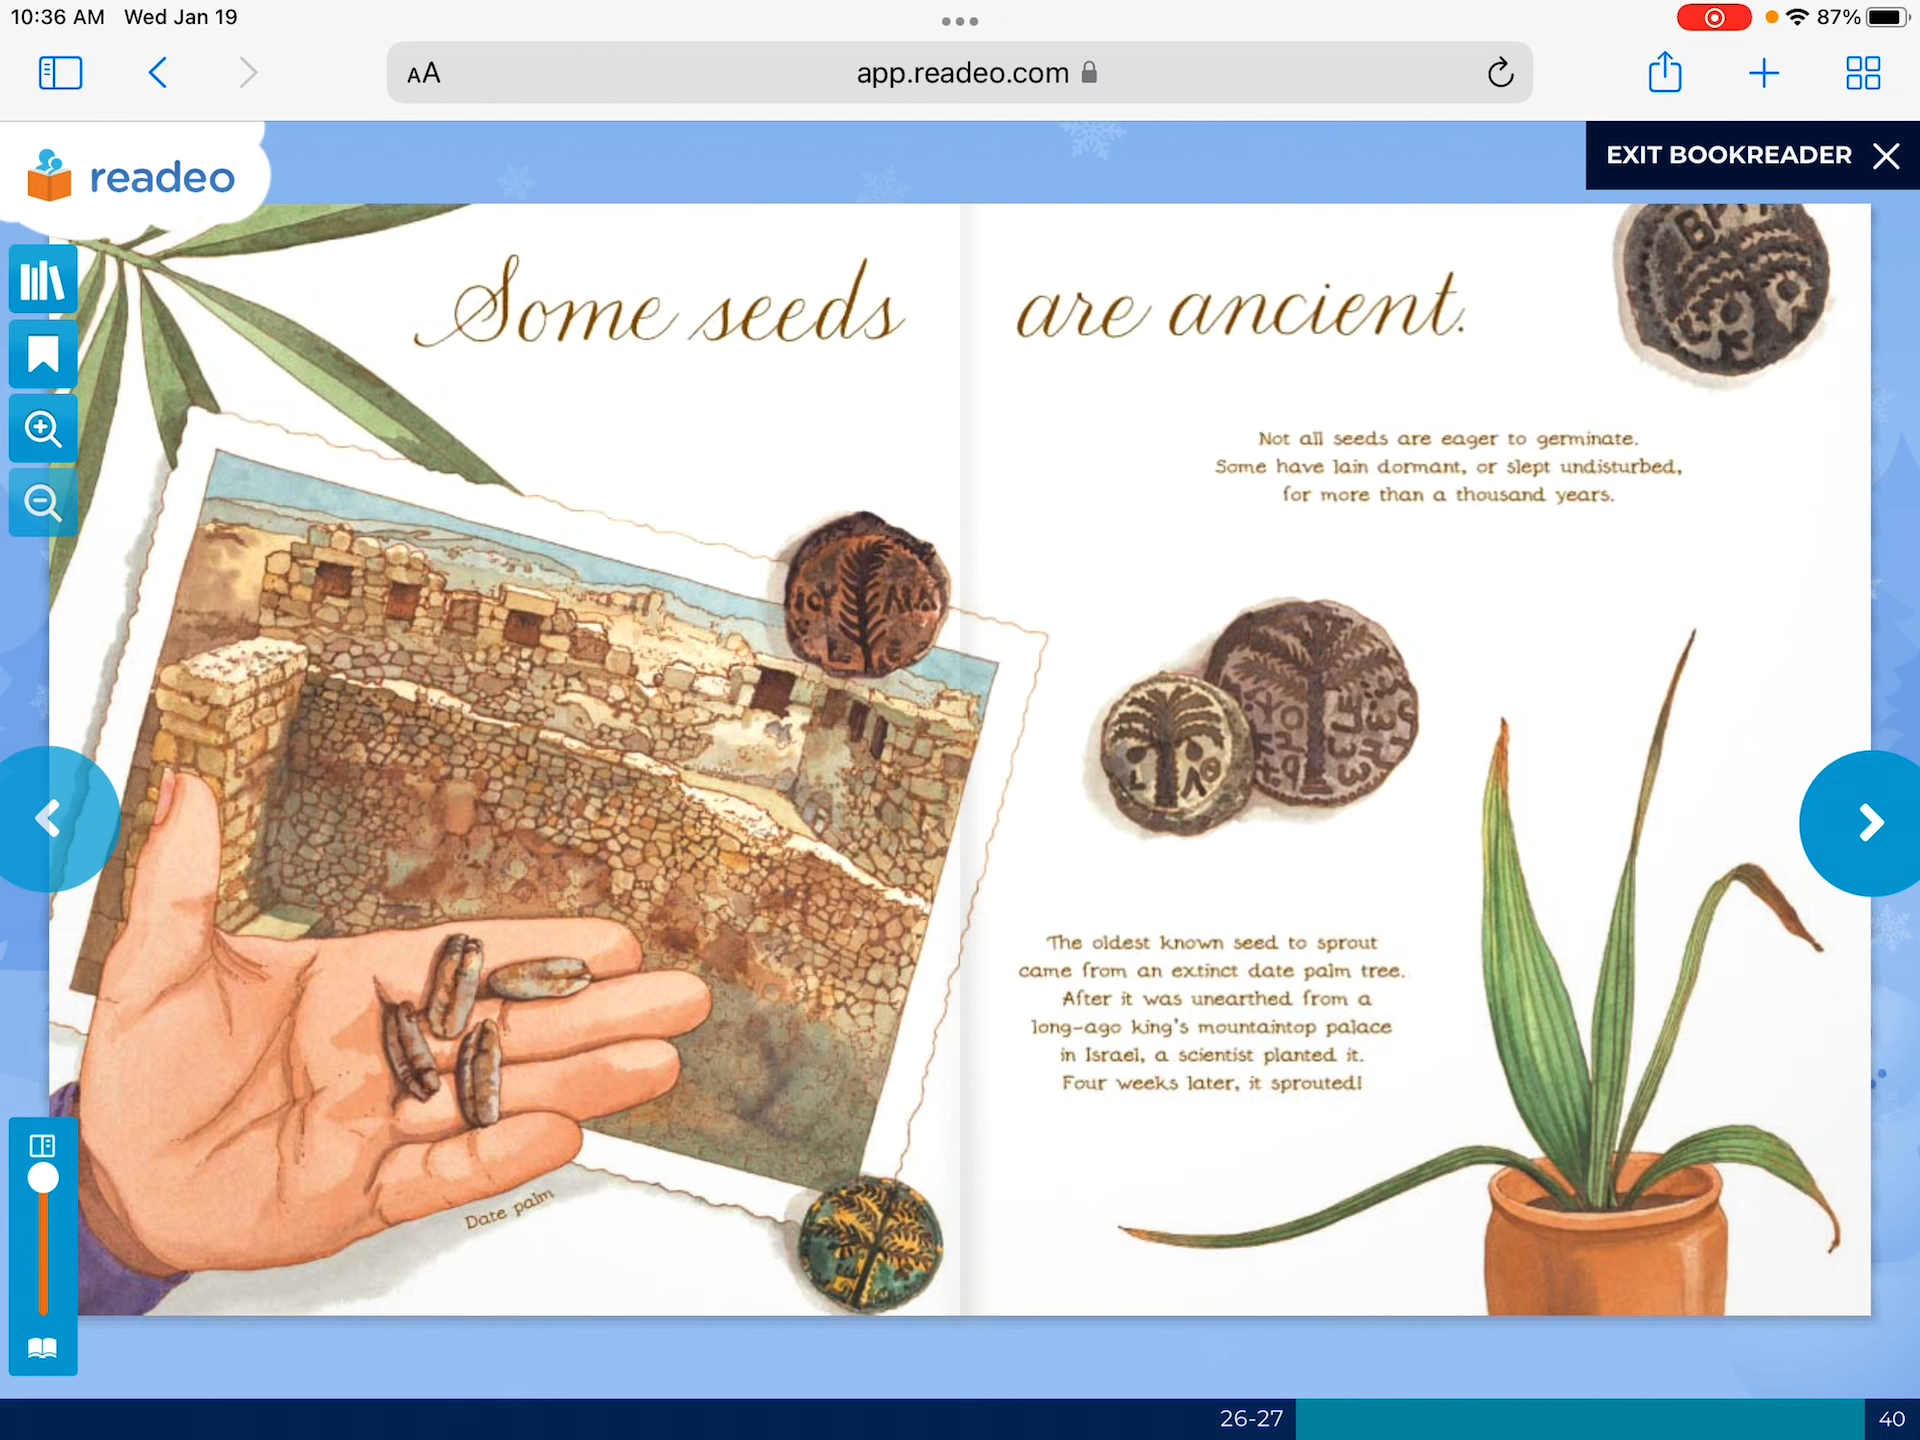 10:36 AM Wed Jan 19
87%
AA
app.readeo.com
readeo
EXIT BOOKREADER
Some seeds are ancient.
Not all seeds are eager to germinate.
Some have lain dormant, or slept undisturbed,
for more than a thousand years.
The oldest known seed to sprout
came from an extinct date palm tree.
After it was unearthed from a
long-ago king's mountaintop palace
in Israel, a scientist planted it.
Four weeks later, it sprouted!
Date palm
26-27
40